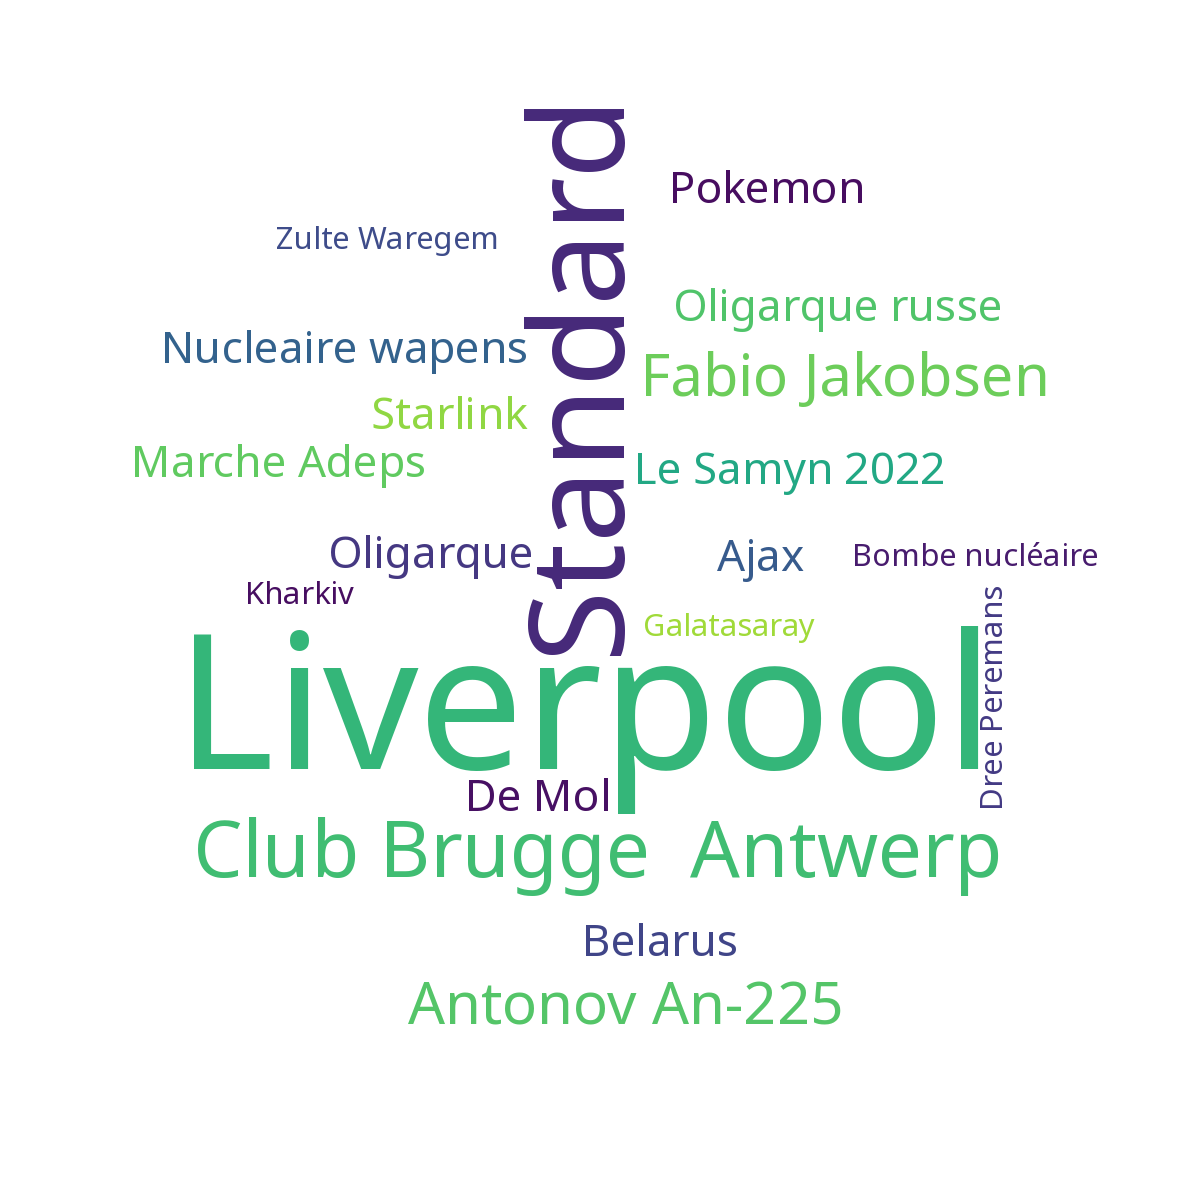 Standard
Pokemon
Zulte Waregem
Oligarque russe
Nucleaire wapens
Fabio Jakobsen
Starlink
Marche Adeps
Le Samyn 2022
Oligarque
Ajax
Bombe nucléaire
Kharkiv
Galatasaray
Dree Peremans
Liverpool
De Mol
Club Brugge
Antwerp
Belarus
Antonov An-225